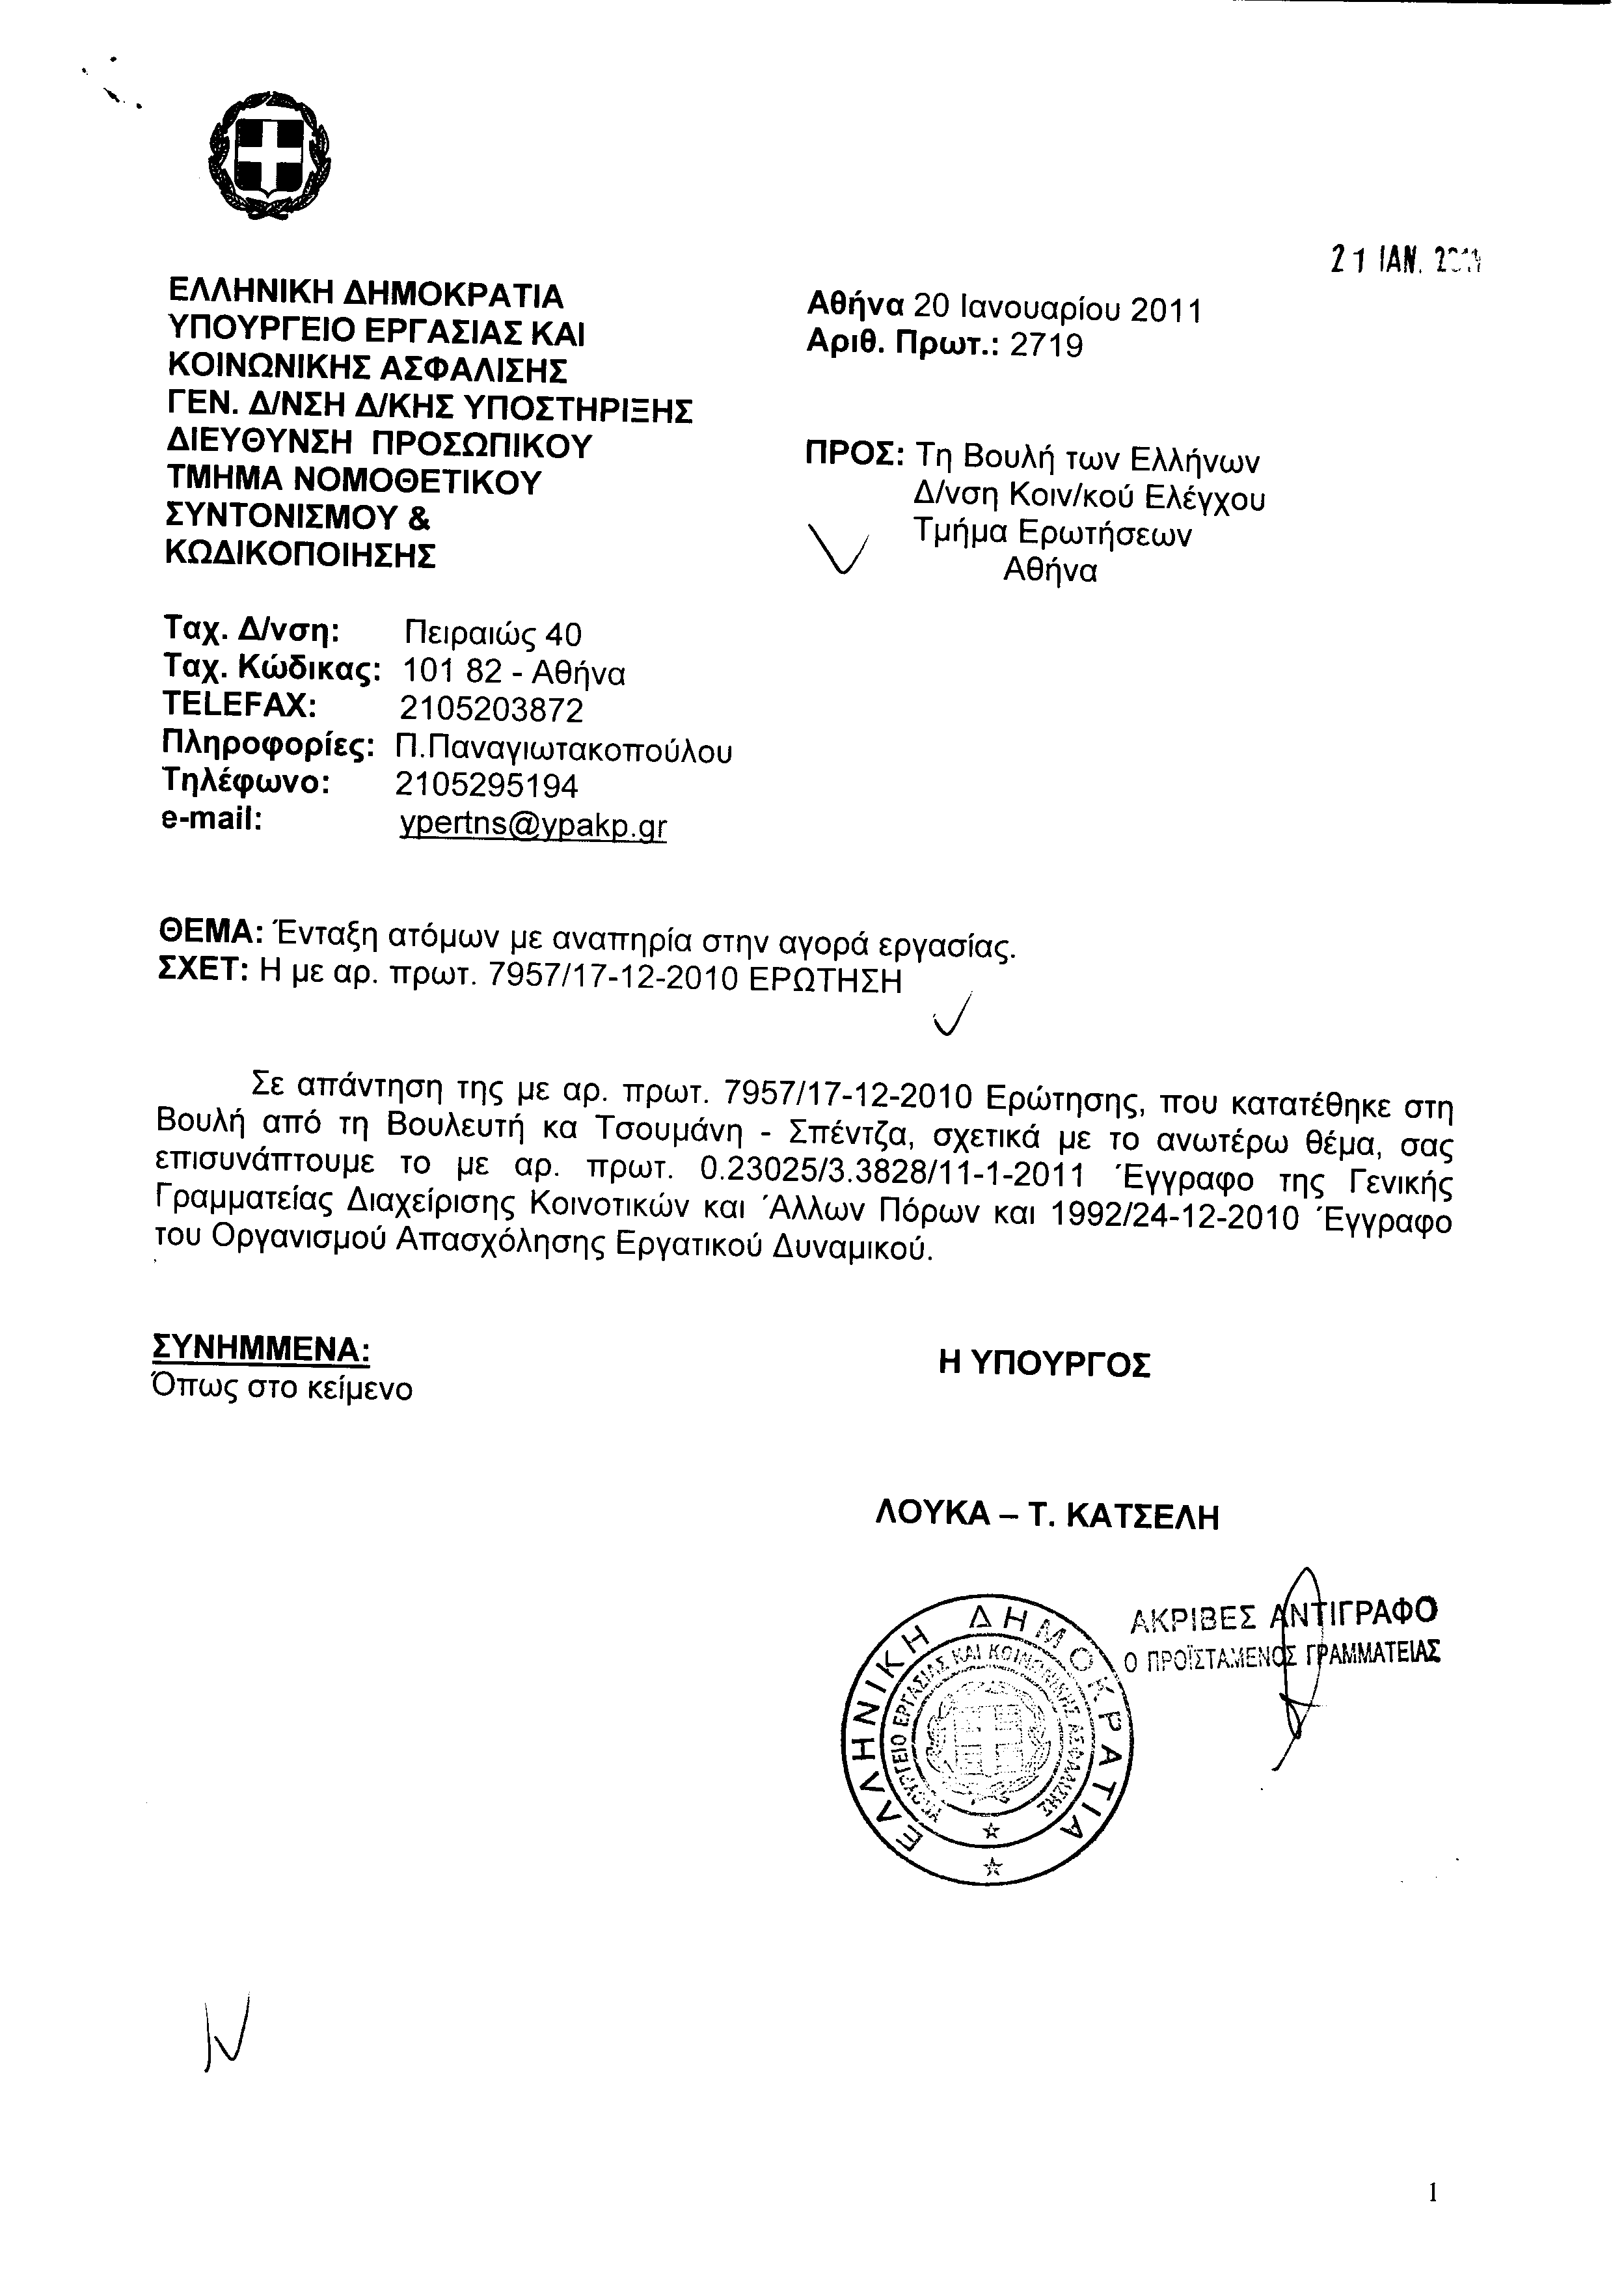 21 ΙΑΝ.
ΕΛΛΗΝΙΚΗ ΔΗΜΟΚΡΑΤΙΑ
ΥΠΟΥΡΓΕΙΟ ΕΡΓΑΣΙΑΣ ΚΑΙ
ΚΟΙΝΩΝΙΚΗΣ ΑΣΦΑΛΙΣΗΣ
ΓΕΝ. Δ/ΝΣΗ Δ/ΚΗΣ ΥΠΟΣΤΗΡΙΞΗΣ
ΔΙΕΥΘΥΝΣΗ ΠΡΟΣΩΠΙΚΟΥ
ΤΜΗΜΑ ΝΟΜΟΘΕΤΙΚΟΥ
ΣΥΝΤΟΝΙΣΜΟΥ &
ΚΩΔΙΚΟΠΟΙΗΣΗΣ
Αθήνα 20 Ιανουαρίου 2011
Αριθ. Πρωτ.: 2719
ΠΡΟΣ: Τη Βουλή των Ελλήνων
Δ/νση Κοιν/κού Ελέγχου
Τμήμα Ερωτήσεων
Αθήνα
Ταχ. Δ/νση: Πειραιώς 40
Ταχ. Κώδικας: 101 82 - Αθήνα
TELEFAX: 2105203872
Πληροφορίες: Π.Παναγιωτακοπούλου
Τηλέφωνο: 2105295194
e-mail: ypertns@ypakp.gr
ΘΕΜΑ: Ένταξη ατόμων με αναπηρία στην αγορά εργασίας.
ΣΧΕΤ: Η με αρ. πρωτ. 7957/17-12-2010 ΕΡΩΤΗΣΗ
Σε απάντηση της με αρ. πρωτ. 7957/17-12-2010 Ερώτησης, που κατατέθηκε στη
Βουλή από τη Βουλευτή κα Τσουμάνη - Σπέντζα, σχετικά με το ανωτέρω θέμα, σας
επισυνάπτουμε το με αρ. πρωτ. 0.23025/3.3828/11-1-2011 Έγγραφο της Γενικής
Γραμματείας Διαχείρισης Κοινοτικών και Άλλων Πόρων και 1992/24-12-2010 Έγγραφο
του Οργανισμού Απασχόλησης Εργατικού Δυναμικού.
ΣΥΝΗΜΜΕΝΑ:
Όπως στο κείμενο
Η ΥΠΟΥΡΓΟΣ
ΛΟΥΚΑ – Τ. ΚΑΤΣΕΛΗ
ΑΚΡΙΒΕΣ ΑΝΤΙΓΡΑΦΟ
Ο ΠΡΟΪΣΤΑΜΕΝΟΣ ΓΡΑΜΜΑΤΕΙΑΣ
ΕΛΛΗΝΙΚΗ ΔΗΜΟΚΡΑΤΙΑ
ΥΠΟΥΡΓΕΙΟ ΕΡΓΑΣΙΑΣ ΚΑΙ ΚΟΙΝΩΝΙΚΗΣ ΑΣΦΑΛΙΣΗΣ
1